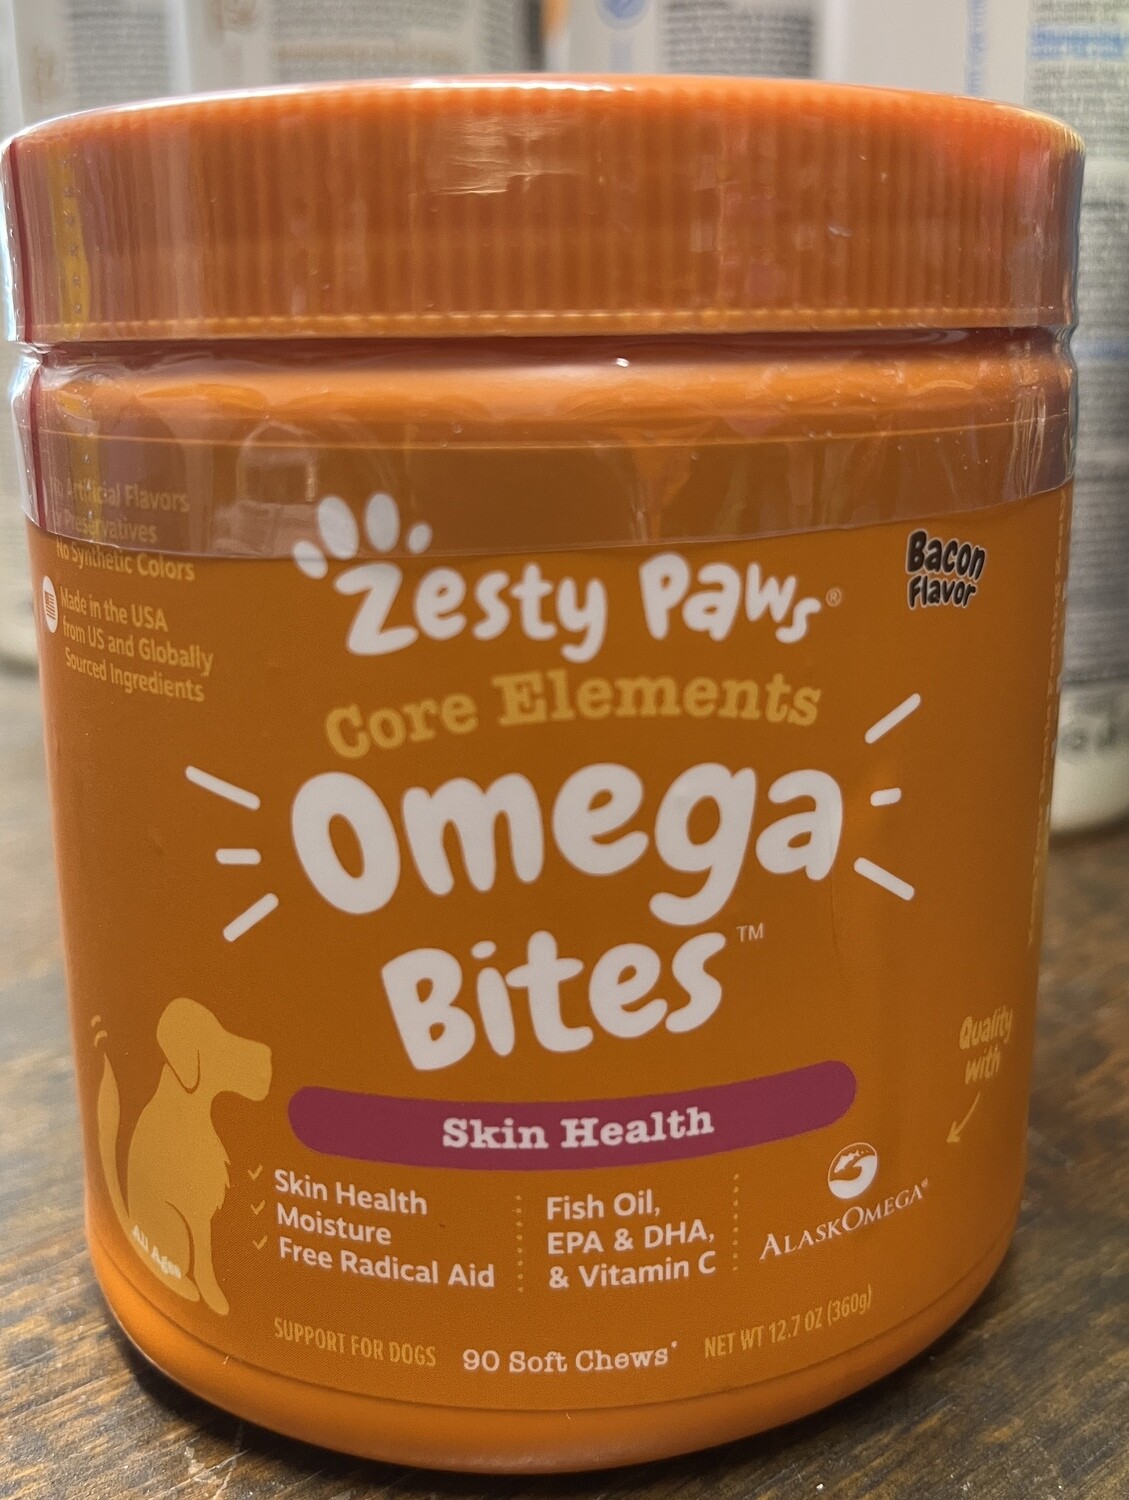 Artificial Flavors
Preservatives
No Synthetic Colors
Made in the USA
from US and Globally
Sourced Ingredients
Bacon
Flavor
Zesty Paws®
Core Elements
Omega
Bites™
Skin Health
Skin Health
Moisture
Free Radical Aid
Fish Oil,
EPA & DHA,
& Vitamin C
Quality
with
ALASKOMEGA®
All Ages
SUPPORT FOR DOGS
90 Soft Chews*
NET WT 12.7 OZ (360g)